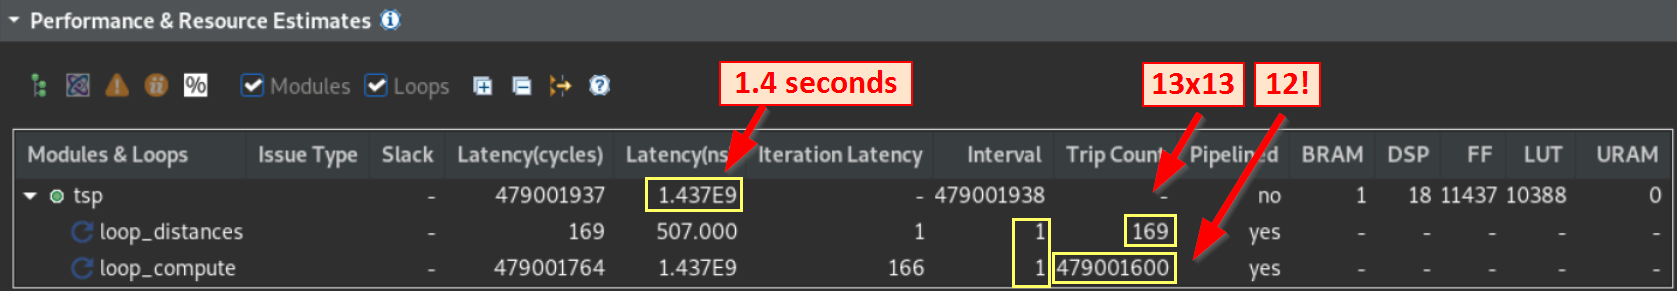 Performance & Resource Estimates i
% Modules Loops
1.4 seconds 13x13 12!
Modules & Loops Issue Type Slack Latency(cycles) Latency(ns Iteration Latency Interval Trip Count Pipelined BRAM DSP FF LUT URAM
tsp - 479001937 1.437E9 - 479001938 - no 1 18 11437 10388 0
loop_distances - 169 507.000 1 1 169 yes - - - - -
loop_compute - 479001764 1.437E9 166 1 479001600 yes - - - - -